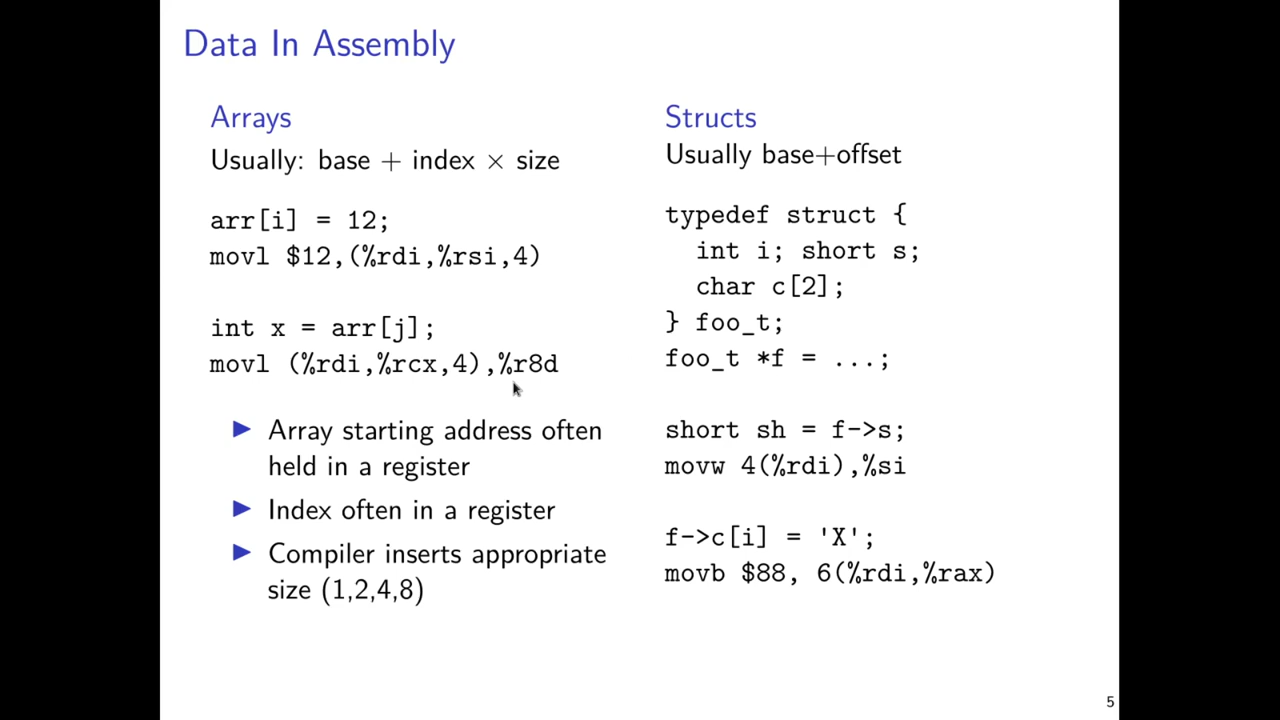 Data In Assembly
Arrays
Usually: base + index × size
arr[i] = 12;
movl $12,(%rdi,%rsi,4)
int x = arr[j];
movl (%rdi,%rcx,4),%r8d
▶ Array starting address often
held in a register
▶ Index often in a register
▶ Compiler inserts appropriate
size (1,2,4,8)
Structs
Usually base+offset
typedef struct {
int i; short s;
char c[2];
} foo_t;
foo_t *f = ...;
short sh = f->s;
movw 4(%rdi),%si
f->c[i] = 'X';
movb $88, 6(%rdi,%rax)
5